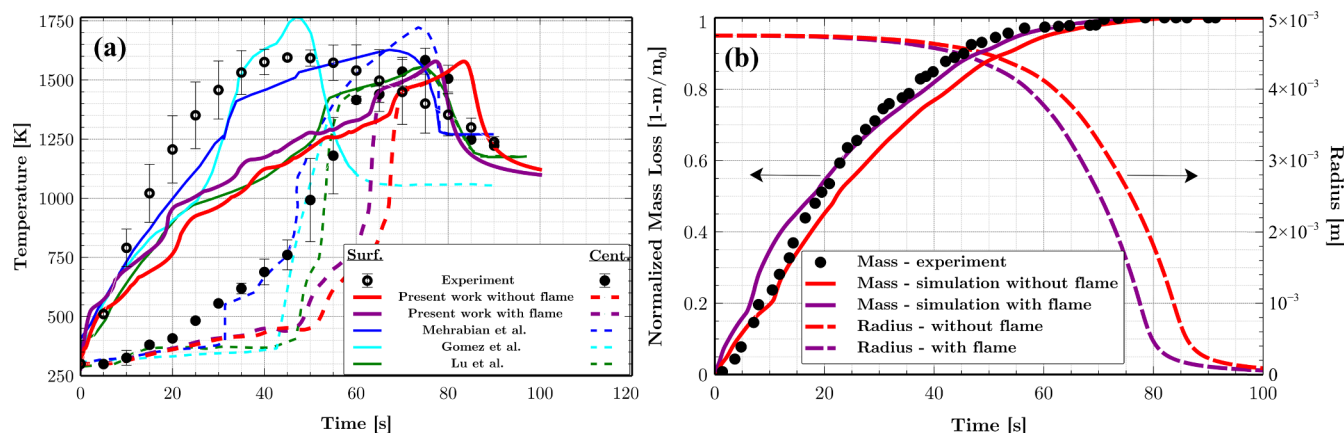 (a)
Temperature [K]
1750
1500
1250
1000
750
500
250
0 20 40 60 80 100 120
Time [s]
Surf. Cent.
Experiment
Present work without flame
Present work with flame
Mehrabian et al.
Gomez et al.
Lu et al.
(b)
Normalized Mass Loss [1-m/m0]
1
0.8
0.6
0.4
0.2
0
0 20 40 60 80 100
Time [s]
5×10⁻³
4×10⁻³
3×10⁻³
2×10⁻³
10⁻³
0
Radius [m]
Mass - experiment
Mass - simulation without flame
Mass - simulation with flame
Radius - without flame
Radius - with flame